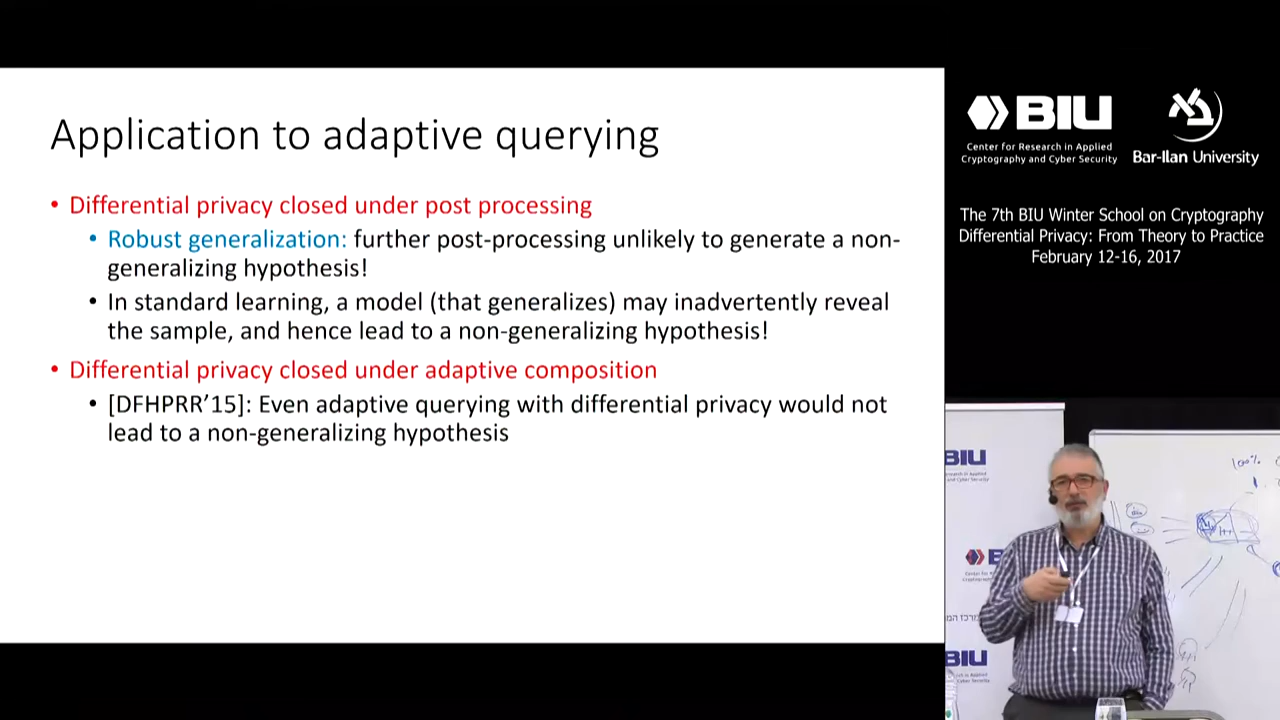 Application to adaptive querying
• Differential privacy closed under post processing
• Robust generalization: further post-processing unlikely to generate a non-
generalizing hypothesis!
• In standard learning, a model (that generalizes) may inadvertently reveal
the sample, and hence lead to a non-generalizing hypothesis!
• Differential privacy closed under adaptive composition
• [DFHPRR’15]: Even adaptive querying with differential privacy would not
lead to a non-generalizing hypothesis
BIU
Center for Research in Applied
Cryptography and Cyber Security
Bar-Ilan University
The 7th BIU Winter School on Cryptography
Differential Privacy: From Theory to Practice
February 12-16, 2017
BIU
100%
BIU